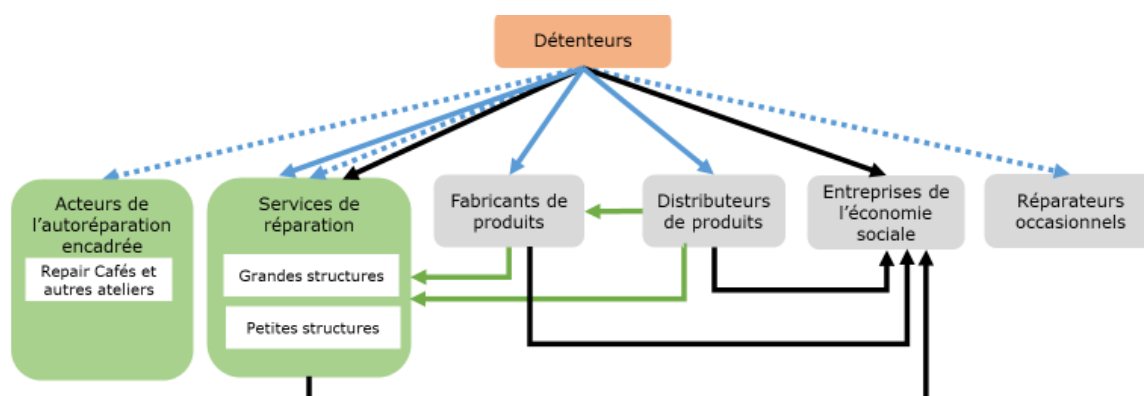 Détenteurs
Acteurs de
l'autoréparation
encadrée
Repair Cafés et
autres ateliers
Services de
réparation
Grandes structures
Petites structures
Fabricants de
produits
Distributeurs
de produits
Entreprises de
l'économie
sociale
Réparateurs
occasionnels